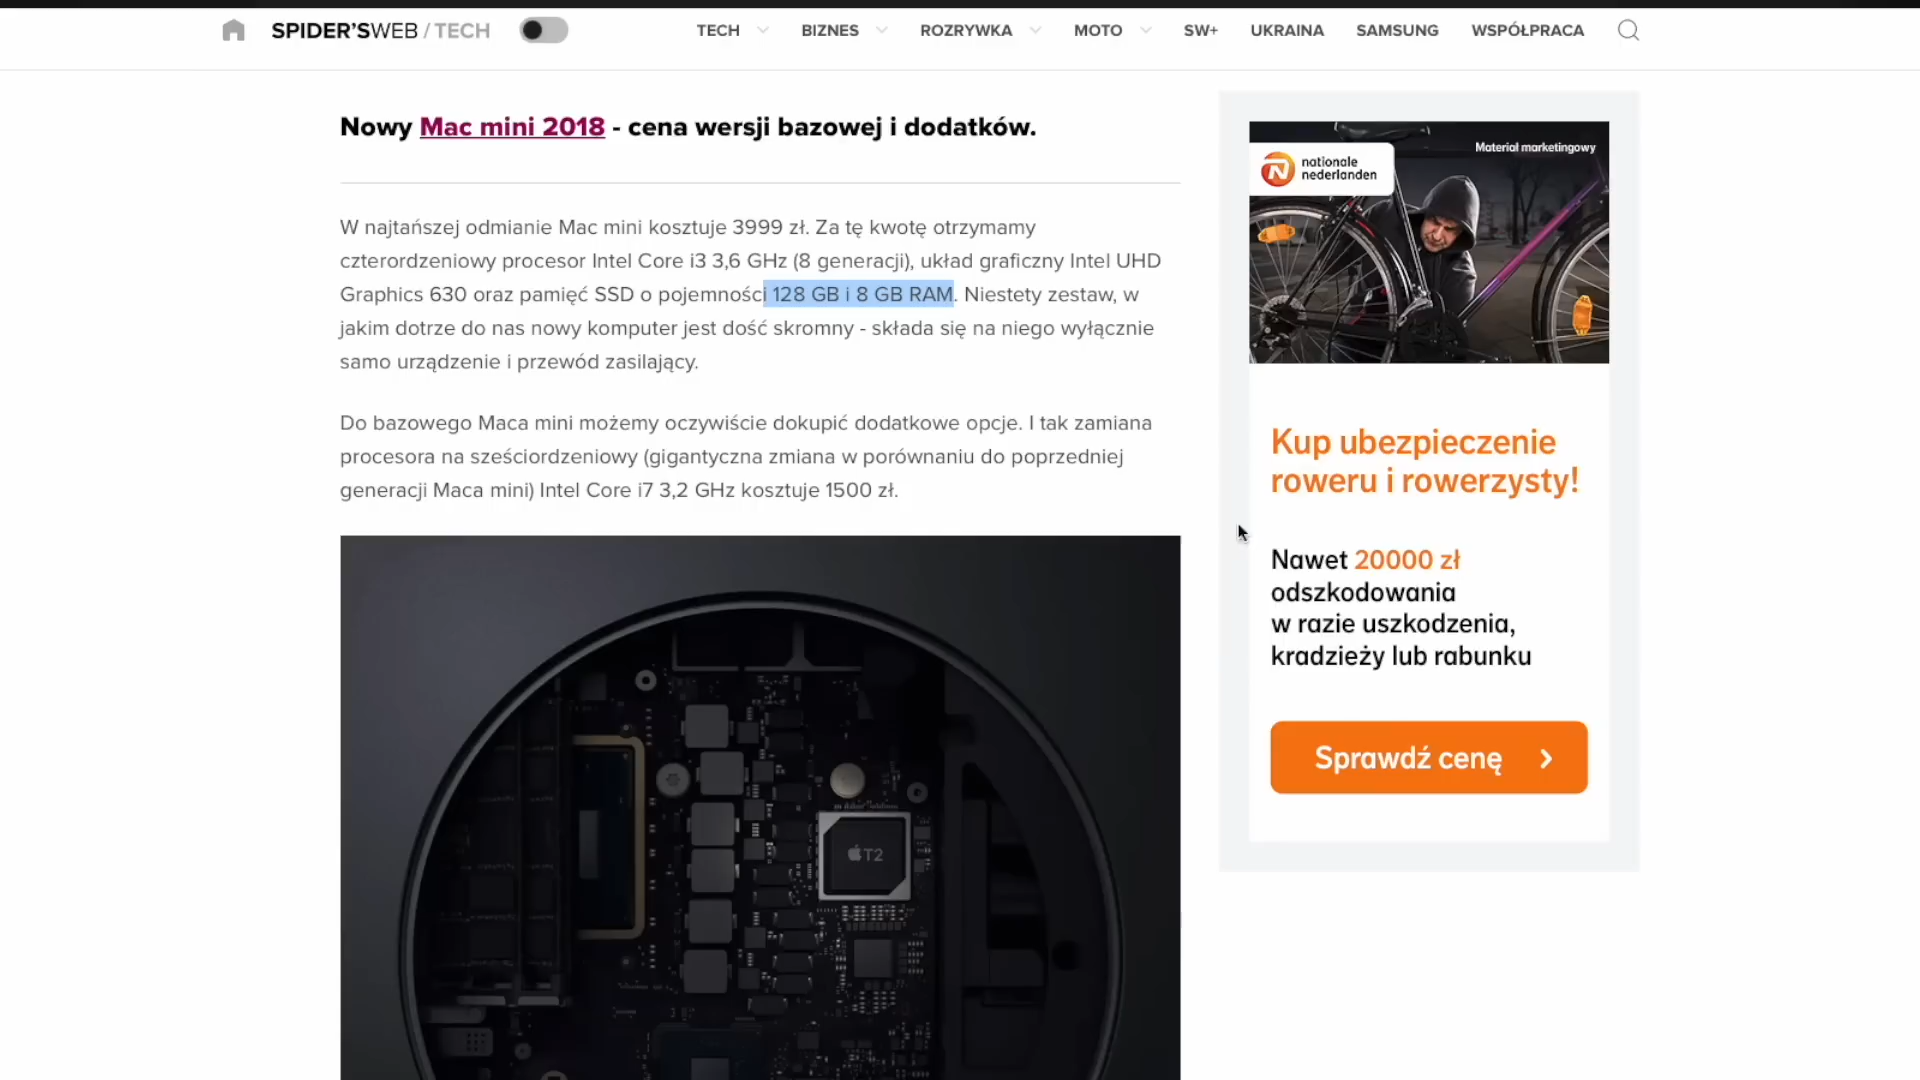 SPIDER'SWEB / TECH
TECH
BIZNES
ROZRYWKA
MOTO
SW+
UKRAINA
SAMSUNG
WSPÓŁPRACA
Nowy Mac mini 2018 - cena wersji bazowej i dodatków.
W najtańszej odmianie Mac mini kosztuje 3999 zł. Za tę kwotę otrzymamy
czterordzeniowy procesor Intel Core i3 3,6 GHz (8 generacji), układ graficzny Intel UHD
Graphics 630 oraz pamięć SSD o pojemności 128 GB i 8 GB RAM. Niestety zestaw, w
jakim dotrze do nas nowy komputer jest dość skromny - składa się na niego wyłącznie
samo urządzenie i przewód zasilający.
Do bazowego Maca mini możemy oczywiście dokupić dodatkowe opcje. I tak zamiana
procesora na sześciordzeniowy (gigantyczna zmiana w porównaniu do poprzedniej
generacji Maca mini) Intel Core i7 3,2 GHz kosztuje 1500 zł.
T2
Materiał marketingowy
nationale
nederlanden
Kup ubezpieczenie
roweru i rowerzysty!
Nawet 20000 zł
odszkodowania
w razie uszkodzenia,
kradzieży lub rabunku
Sprawdź cenę